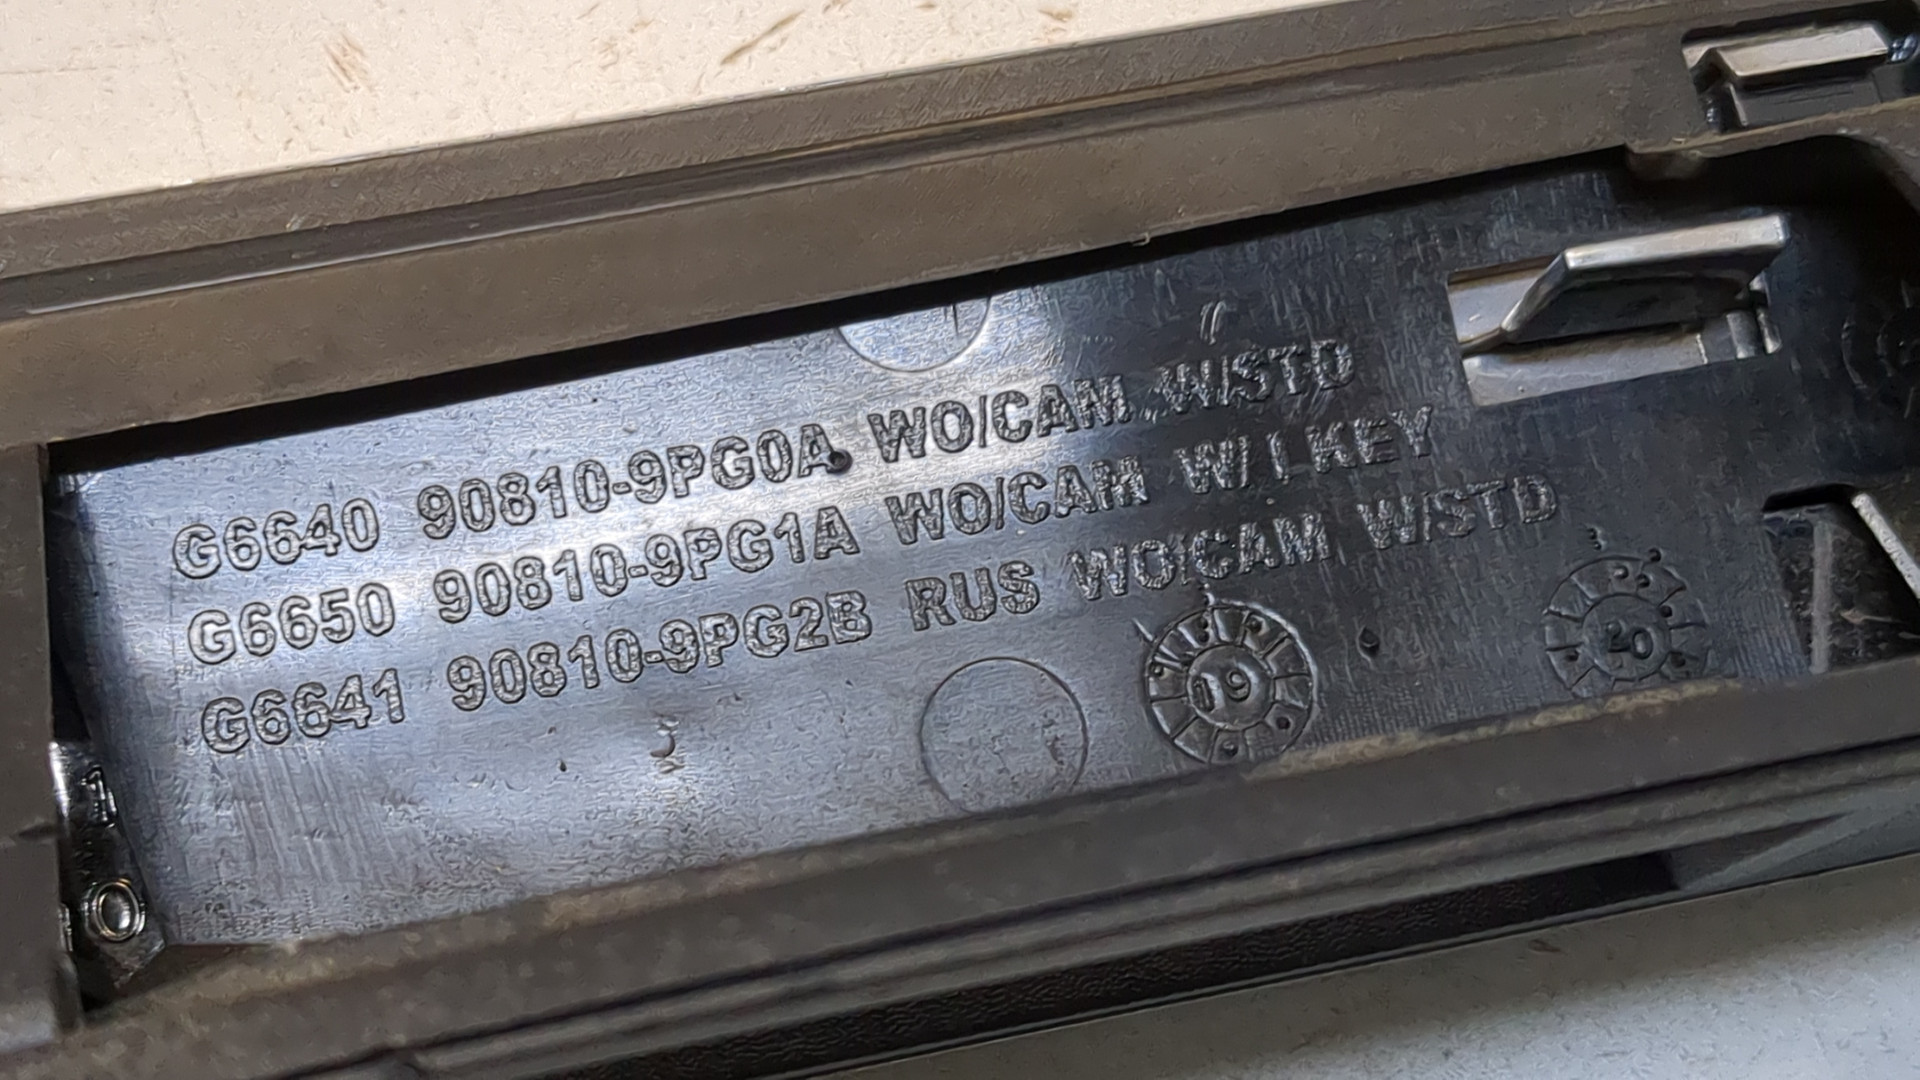 G6640 90810-9PG0A WO/CAM W/STD
G6650 90810-9PG1A WO/CAM W/ I KEY
G6641 90810-9PG2B RUS WO/CAM W/STD
19
20